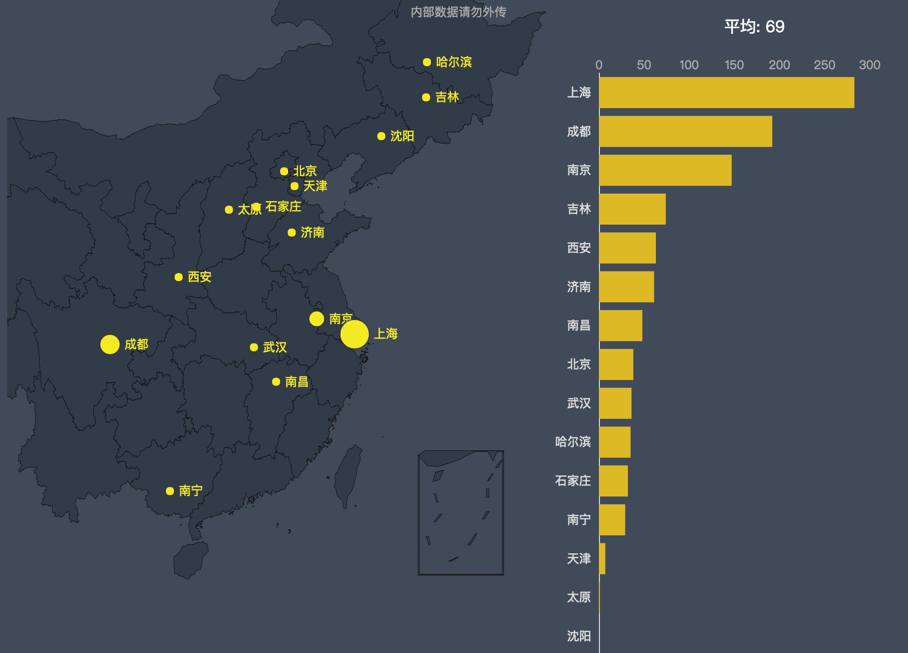 内部数据请勿外传
平均: 69
哈尔滨
吉林
沈阳
北京
天津
太原
石家庄
济南
西安
南京
上海
成都
武汉
南昌
南宁
0 50 100 150 200 250 300
上海
成都
南京
吉林
西安
济南
南昌
北京
武汉
哈尔滨
石家庄
南宁
天津
太原
沈阳